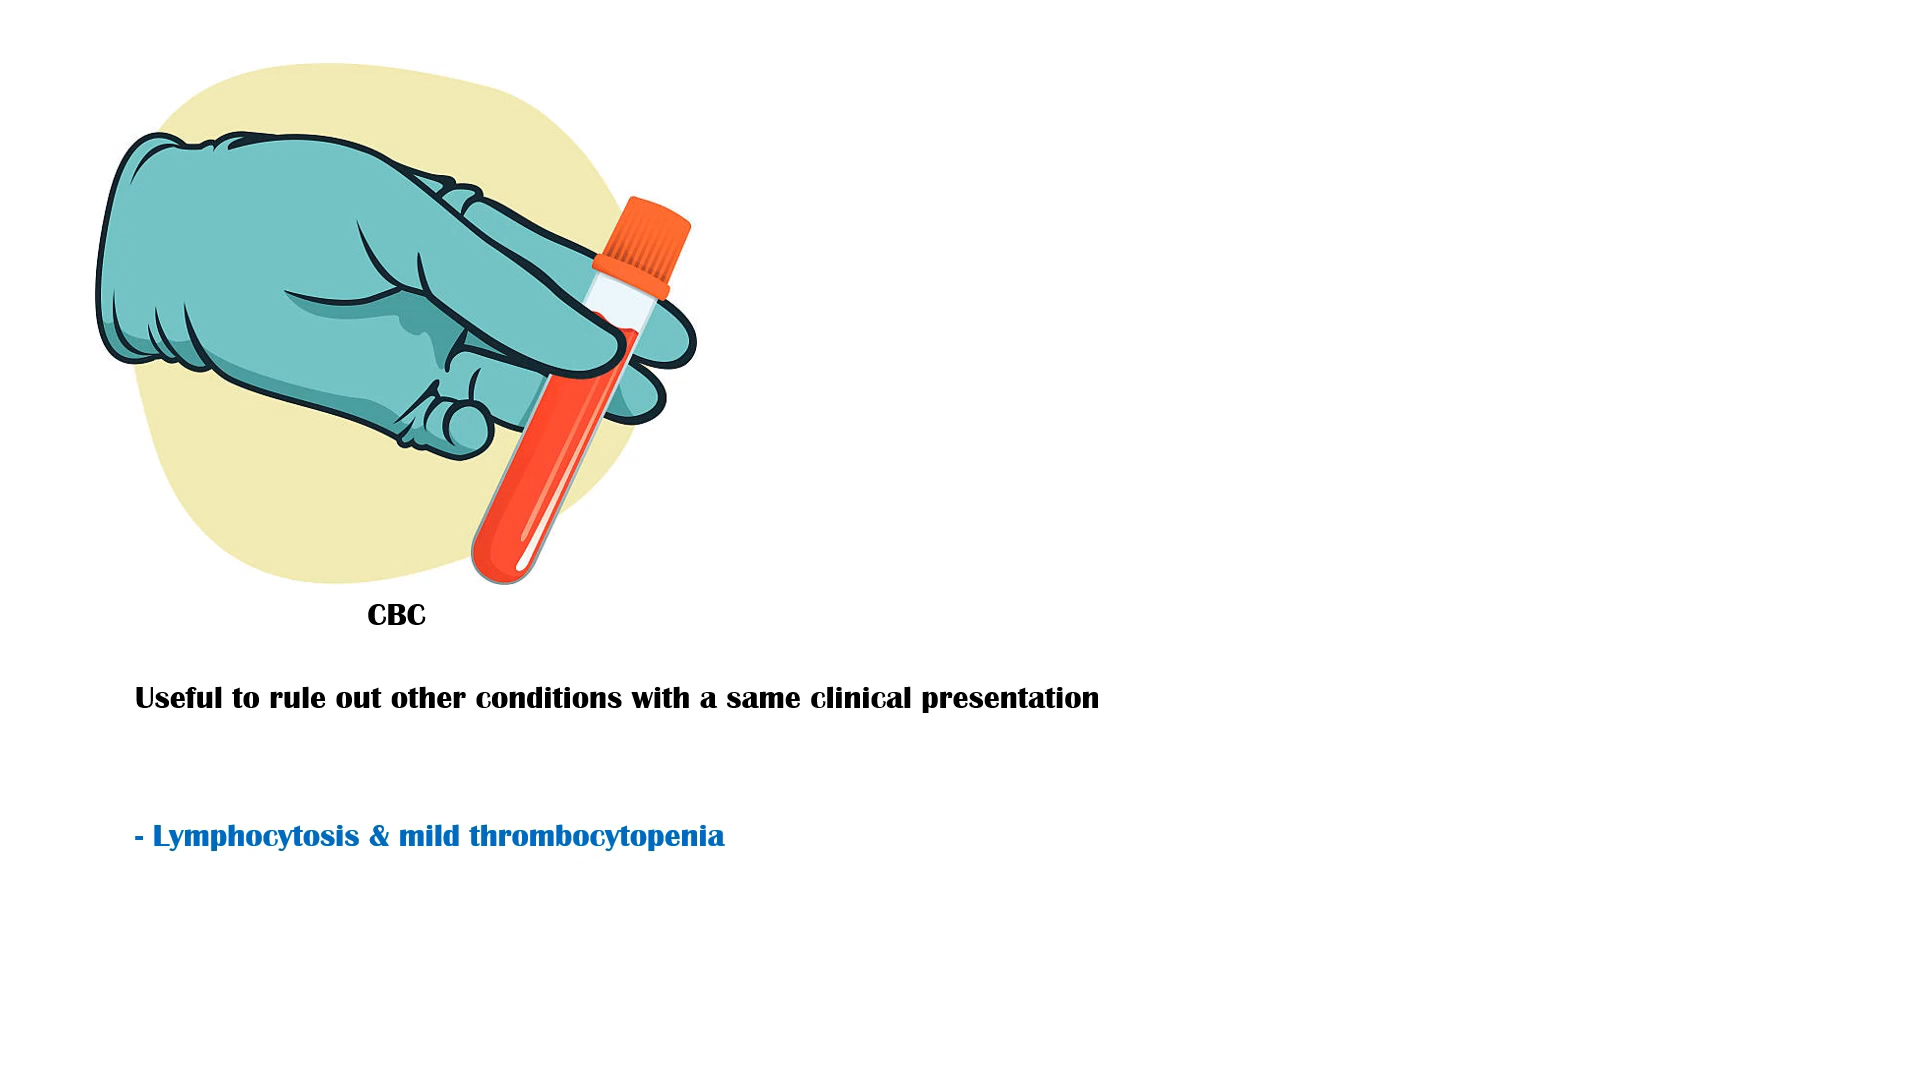 CBC
Useful to rule out other conditions with a same clinical presentation
- Lymphocytosis & mild thrombocytopenia